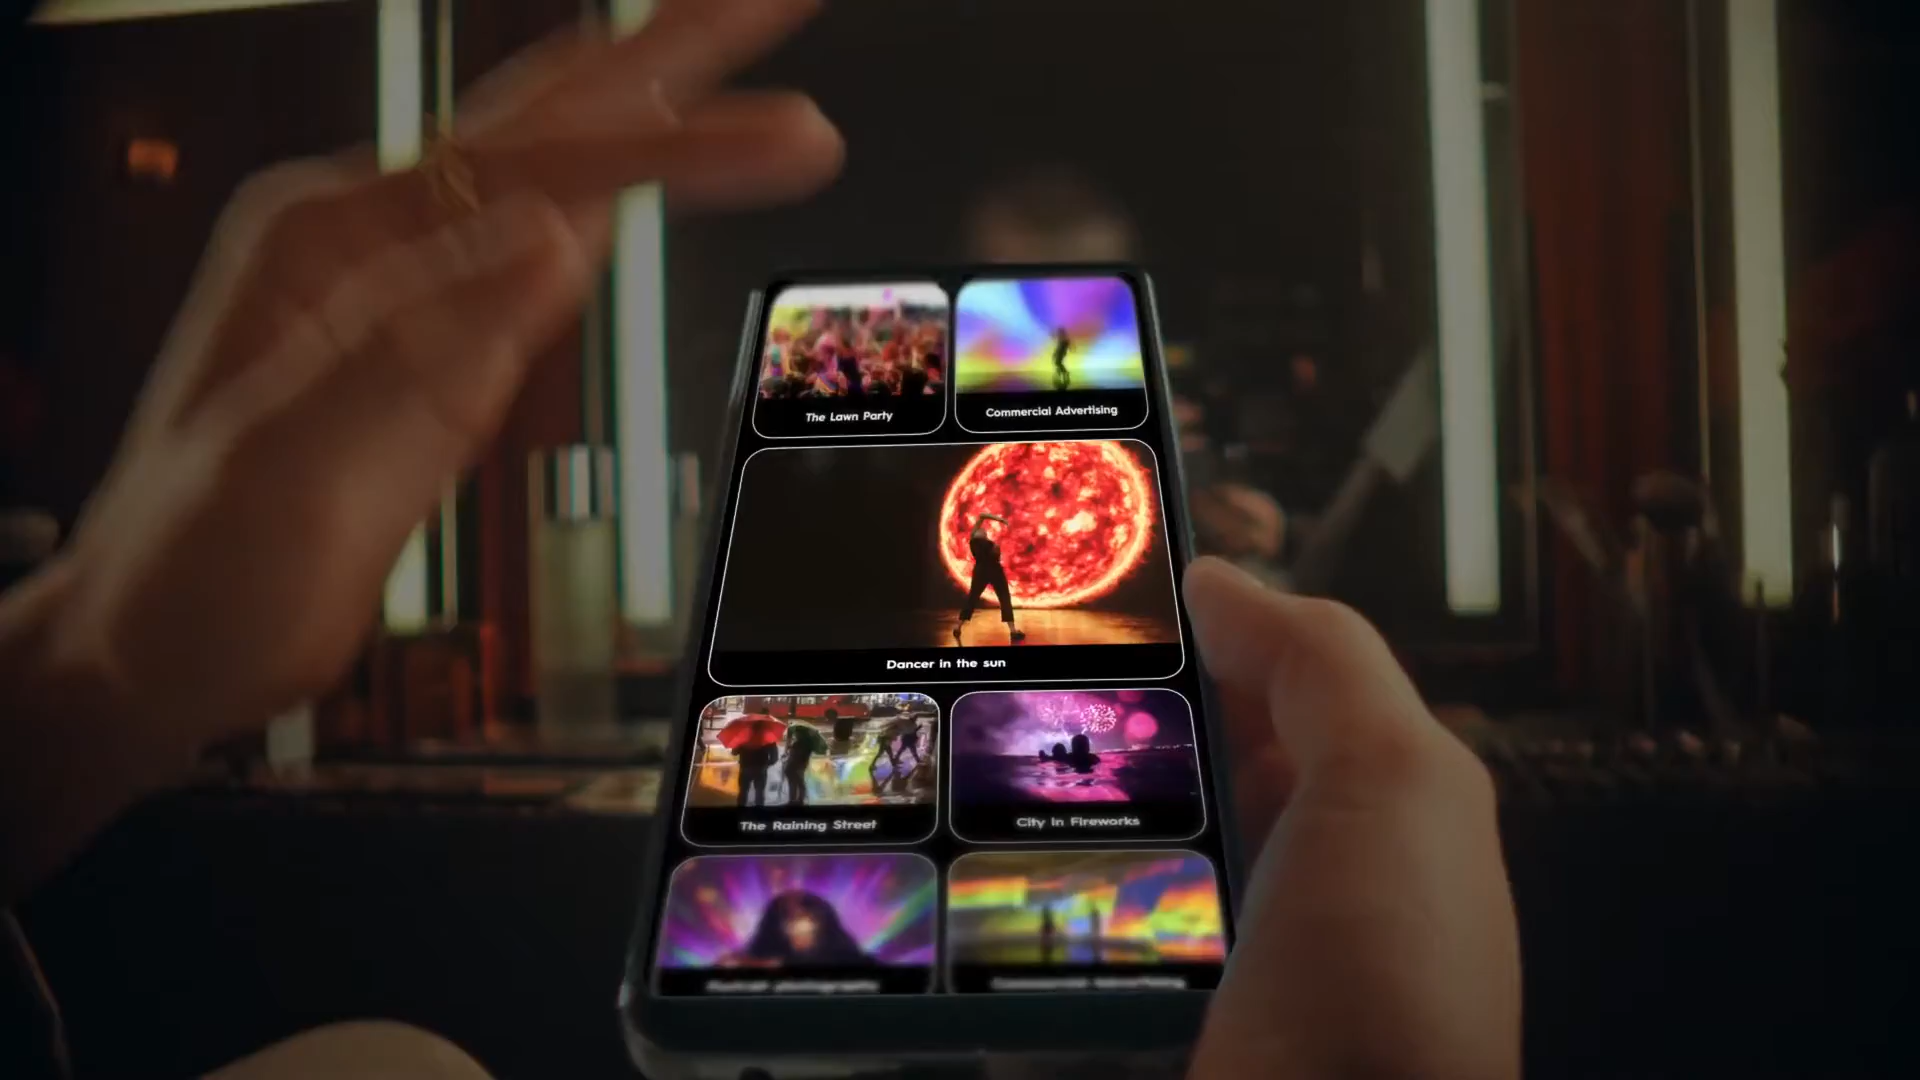 The Lawn Party
Commercial Advertising
Dancer in the sun
The Raining Street
City In Fireworks